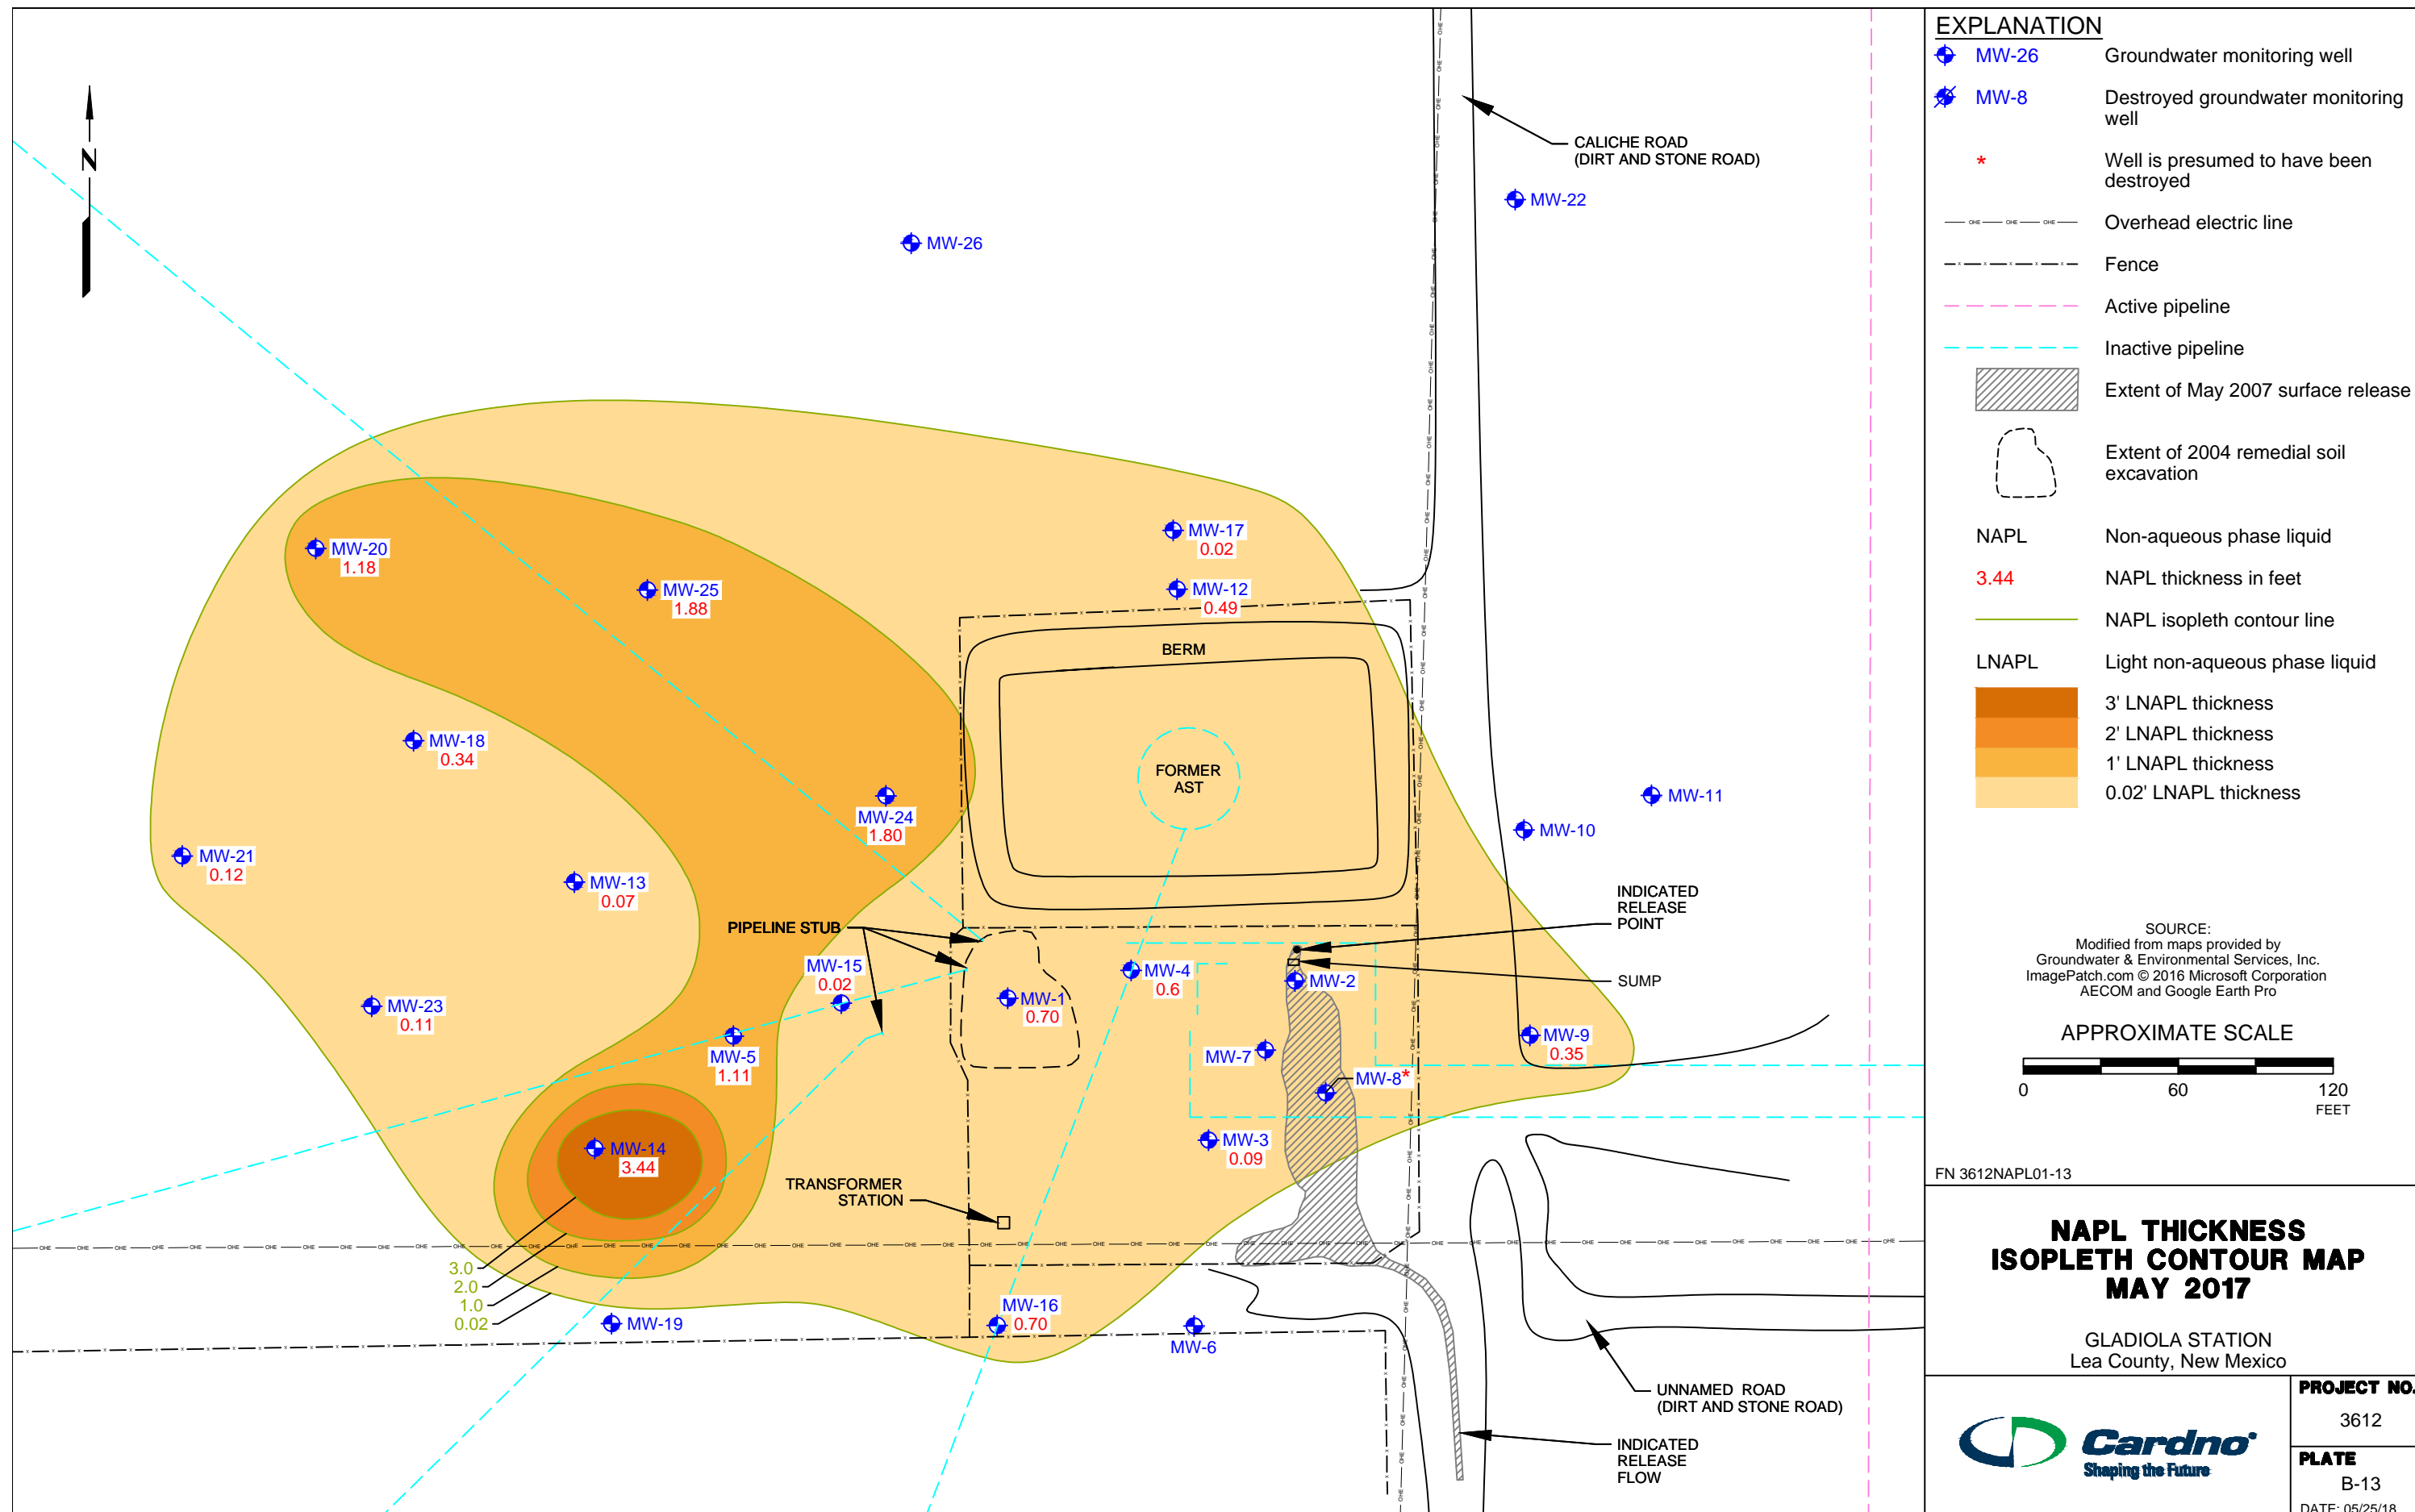 N
CALICHE ROAD
(DIRT AND STONE ROAD)
MW-22
MW-26
MW-17
0.02
MW-20
1.18
MW-25
1.88
MW-12
0.49
BERM
MW-18
0.34
FORMER
AST
MW-24
1.80
MW-11
MW-10
MW-21
0.12
MW-13
0.07
INDICATED
RELEASE
POINT
PIPELINE STUB
MW-15
0.02
MW-4
0.6
MW-2
SUMP
MW-1
0.70
MW-23
0.11
MW-5
1.11
MW-7
MW-9
0.35
MW-8*
MW-14
3.44
MW-3
0.09
TRANSFORMER
STATION
OHE
3.0
2.0
1.0
0.02
MW-19
MW-16
0.70
MW-6
UNNAMED ROAD
(DIRT AND STONE ROAD)
INDICATED
RELEASE
FLOW
EXPLANATION
MW-26 Groundwater monitoring well
MW-8 Destroyed groundwater monitoring
well
* Well is presumed to have been
destroyed
OHE OHE OHE Overhead electric line
Fence
Active pipeline
Inactive pipeline
Extent of May 2007 surface release
Extent of 2004 remedial soil
excavation
NAPL Non-aqueous phase liquid
3.44 NAPL thickness in feet
NAPL isopleth contour line
LNAPL Light non-aqueous phase liquid
3' LNAPL thickness
2' LNAPL thickness
1' LNAPL thickness
0.02' LNAPL thickness
SOURCE:
Modified from maps provided by
Groundwater & Environmental Services, Inc.
ImagePatch.com © 2016 Microsoft Corporation
AECOM and Google Earth Pro
APPROXIMATE SCALE
0 60 120
FEET
FN 3612NAPL01-13
NAPL THICKNESS
ISOPLETH CONTOUR MAP
MAY 2017
GLADIOLA STATION
Lea County, New Mexico
Cardno
Shaping the Future
PROJECT NO.
3612
PLATE
B-13
DATE: 05/25/18